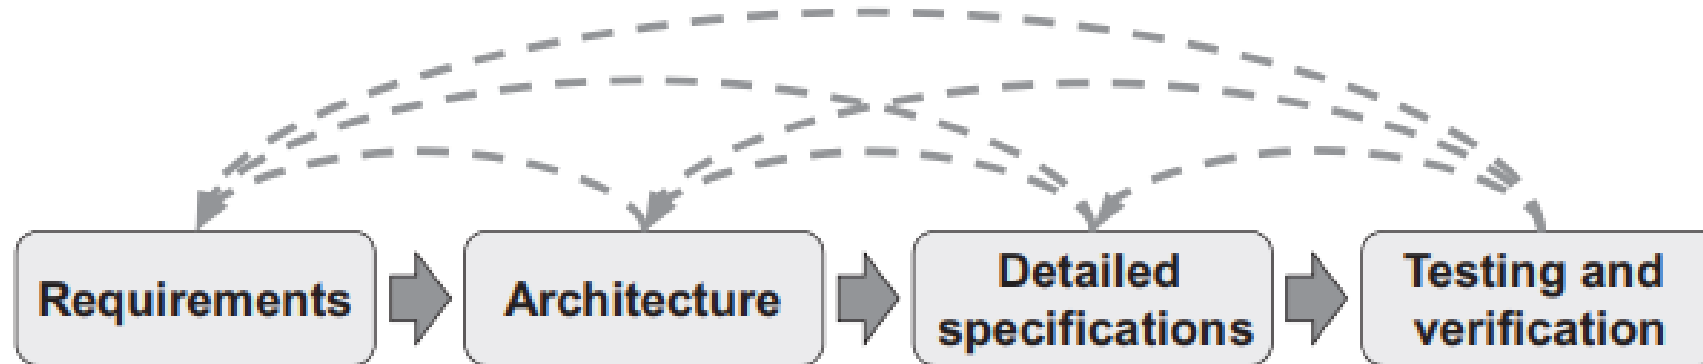 Requirements
Architecture
Detailed
specifications
Testing and
verification